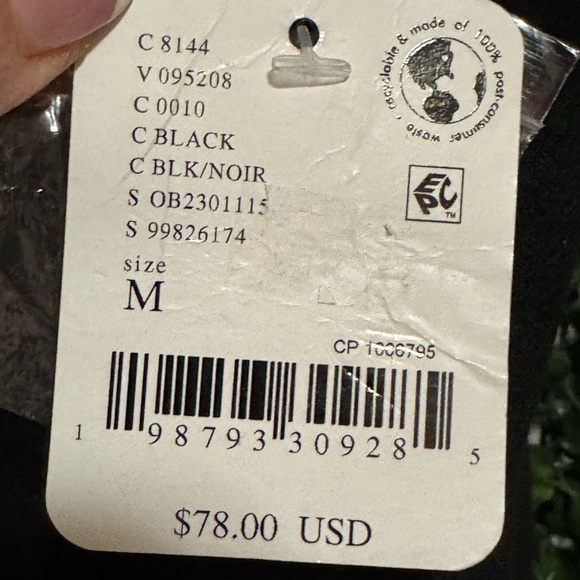 C 8144
V 095208
C 0010
C BLACK
C BLK/NOIR
S OB2301115
S 99826174
size
M
recyclable & made of 100% post-consumer waste
EPC™
CP 1006795
1 98793 30928 5
$78.00 USD